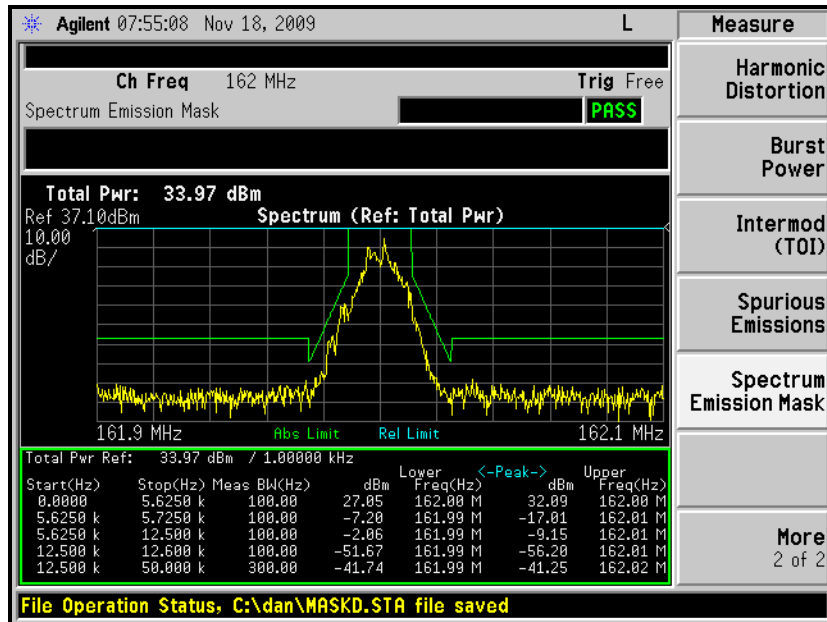 Agilent 07:55:08 Nov 18, 2009 L
Measure
Ch Freq 162 MHz Trig Free
Spectrum Emission Mask PASS
Total Pwr: 33.97 dBm
Ref 37.10dBm Spectrum (Ref: Total Pwr)
10.00
dB/
161.9 MHz Abs Limit Rel Limit 162.1 MHz
Total Pwr Ref: 33.97 dBm / 1.00000 kHz
Lower <-Peak-> Upper
Start(Hz) Stop(Hz) Meas BW(Hz) dBm Freq(Hz) dBm Freq(Hz)
0.0000 5.6250 k 100.00 27.05 162.00 M 32.09 162.00 M
5.6250 k 5.7250 k 100.00 -7.20 161.99 M -17.01 162.01 M
5.6250 k 12.500 k 100.00 -2.06 161.99 M -9.15 162.01 M
12.500 k 12.600 k 100.00 -51.67 161.99 M -56.20 162.01 M
12.500 k 50.000 k 300.00 -41.74 161.99 M -41.25 162.02 M
File Operation Status, C:\dan\MASKD.STA file saved
Harmonic
Distortion
Burst
Power
Intermod
(TOI)
Spurious
Emissions
Spectrum
Emission Mask
More
2 of 2